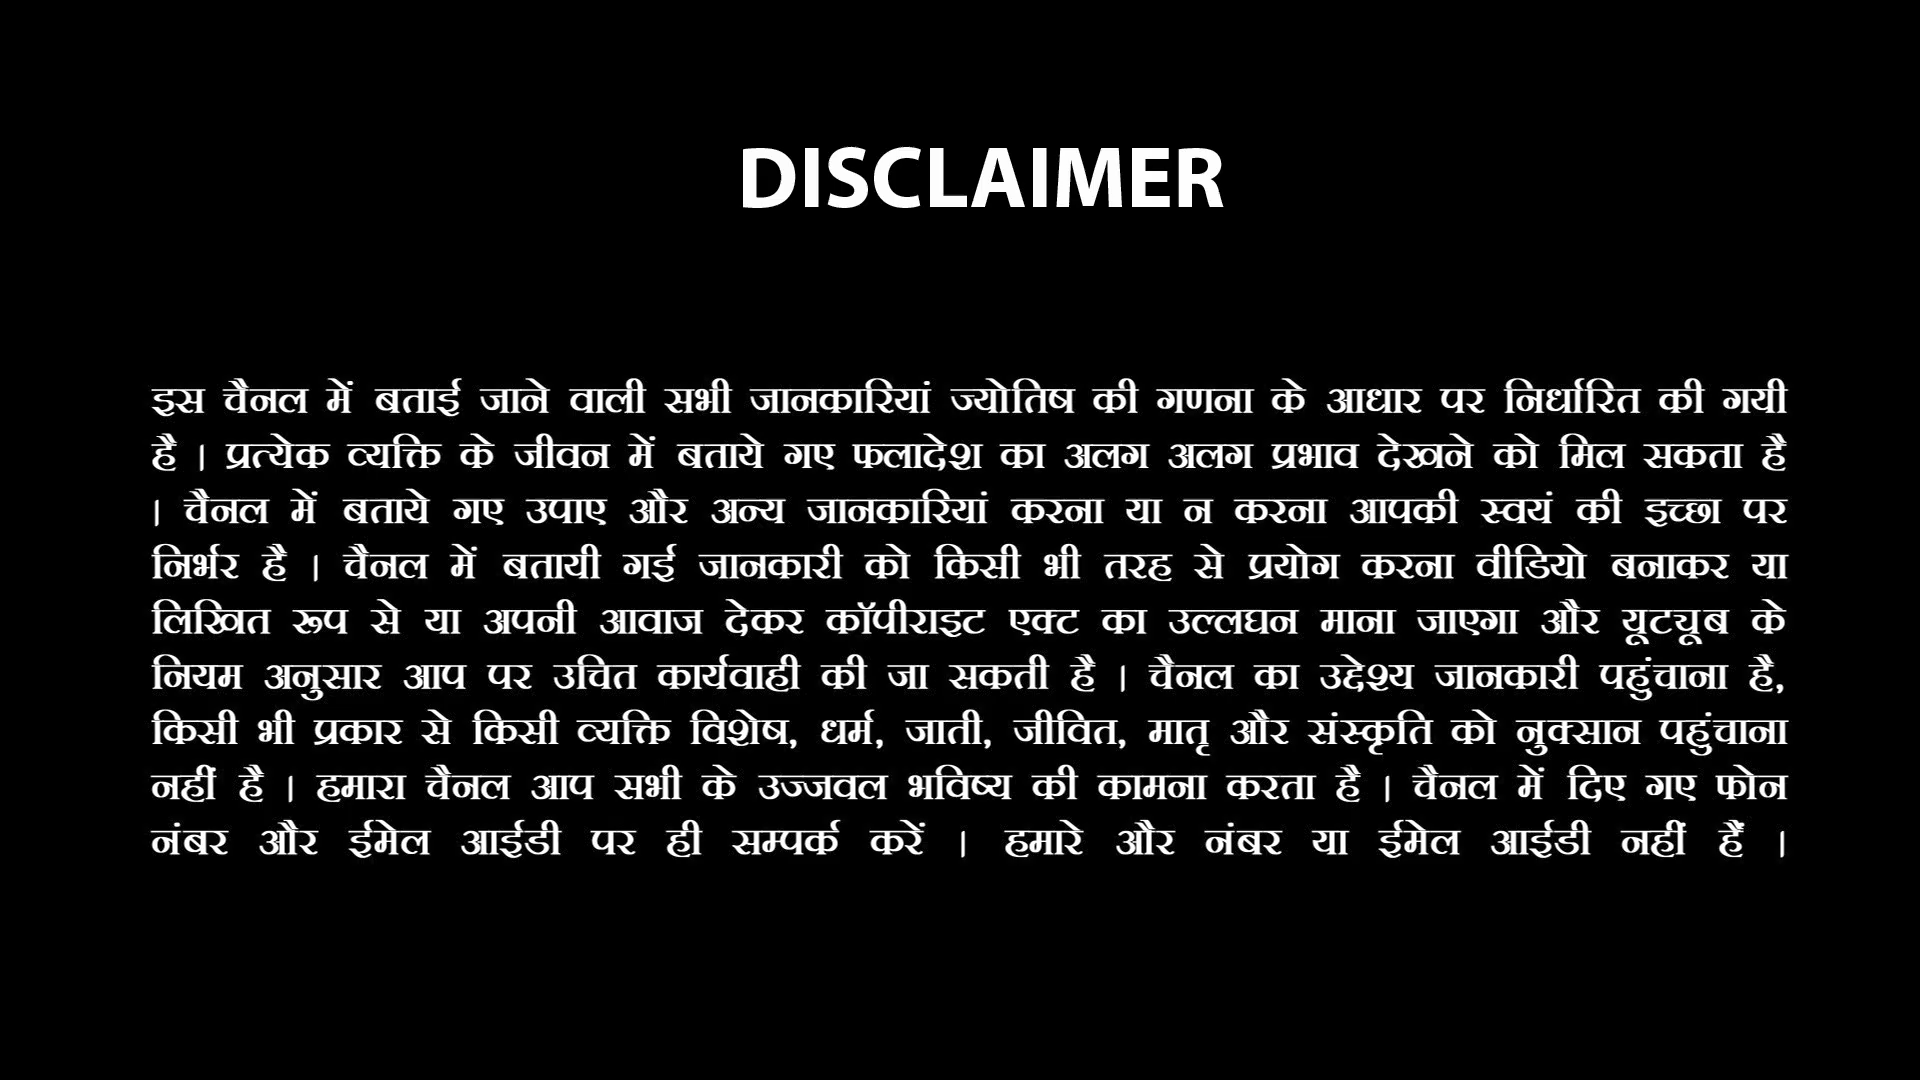 DISCLAIMER
इस चैनल में बताई जाने वाली सभी जानकारियां ज्योतिष की गणना के आधार पर निर्धारित की गयी
है । प्रत्येक व्यक्ति के जीवन में बताये गए फलादेश का अलग अलग प्रभाव देखने को मिल सकता है
। चैनल में बताये गए उपाए और अन्य जानकारियां करना या न करना आपकी स्वयं की इच्छा पर
निर्भर है । चैनल में बतायी गई जानकारी को किसी भी तरह से प्रयोग करना वीडियो बनाकर या
लिखित रूप से या अपनी आवाज देकर कॉपीराइट एक्ट का उल्लघन माना जाएगा और यूट्यूब के
नियम अनुसार आप पर उचित कार्यवाही की जा सकती है । चैनल का उद्देश्य जानकारी पहुंचाना है,
किसी भी प्रकार से किसी व्यक्ति विशेष, धर्म, जाती, जीवित, मातृ और संस्कृति को नुक्सान पहुंचाना
नहीं है । हमारा चैनल आप सभी के उज्जवल भविष्य की कामना करता है । चैनल में दिए गए फोन
नंबर और ईमेल आईडी पर ही सम्पर्क करें । हमारे और नंबर या ईमेल आईडी नहीं हैं ।